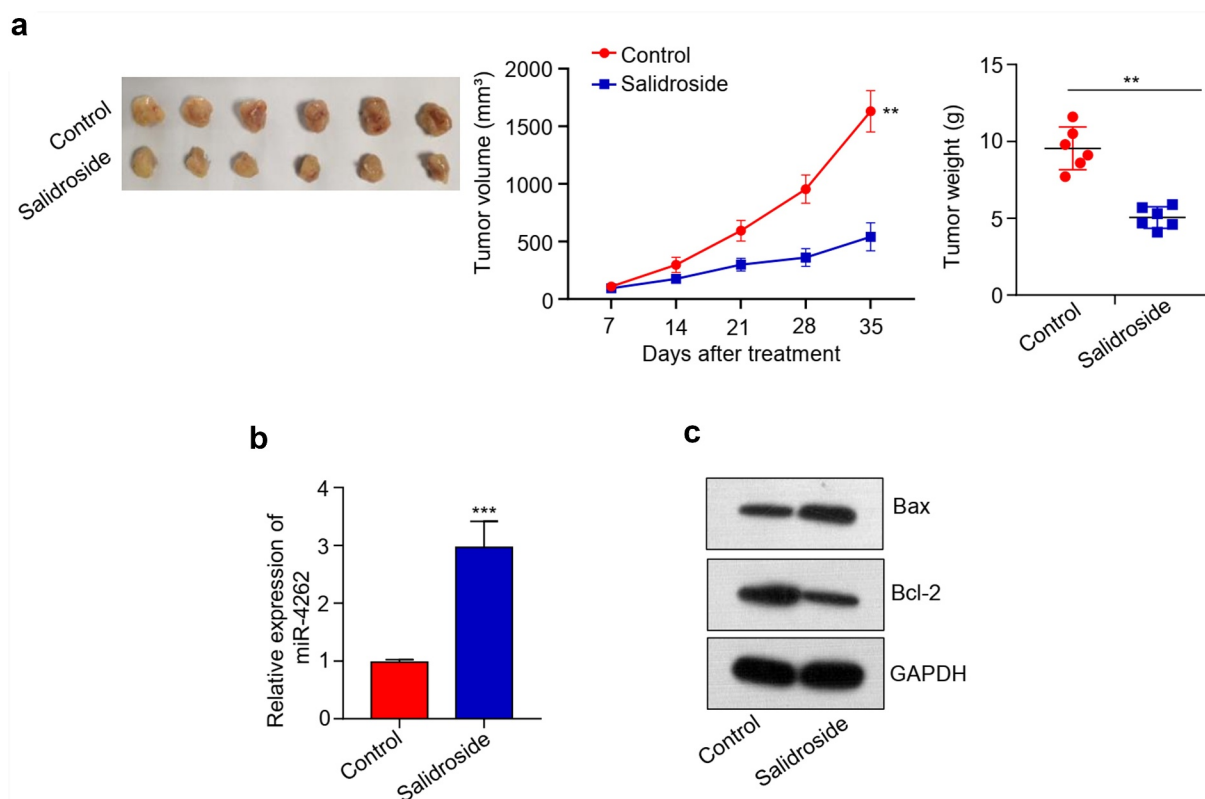 a
Control
Salidroside
Tumor volume (mm³)
2000
1500
1000
500
0
7 14 21 28 35
Days after treatment
Control
Salidroside
**
Tumor weight (g)
15
10
5
0
**
Control
Salidroside
b
Relative expression of
miR-4262
4
3
2
1
0
***
Control
Salidroside
c
Bax
Bcl-2
GAPDH
Control
Salidroside